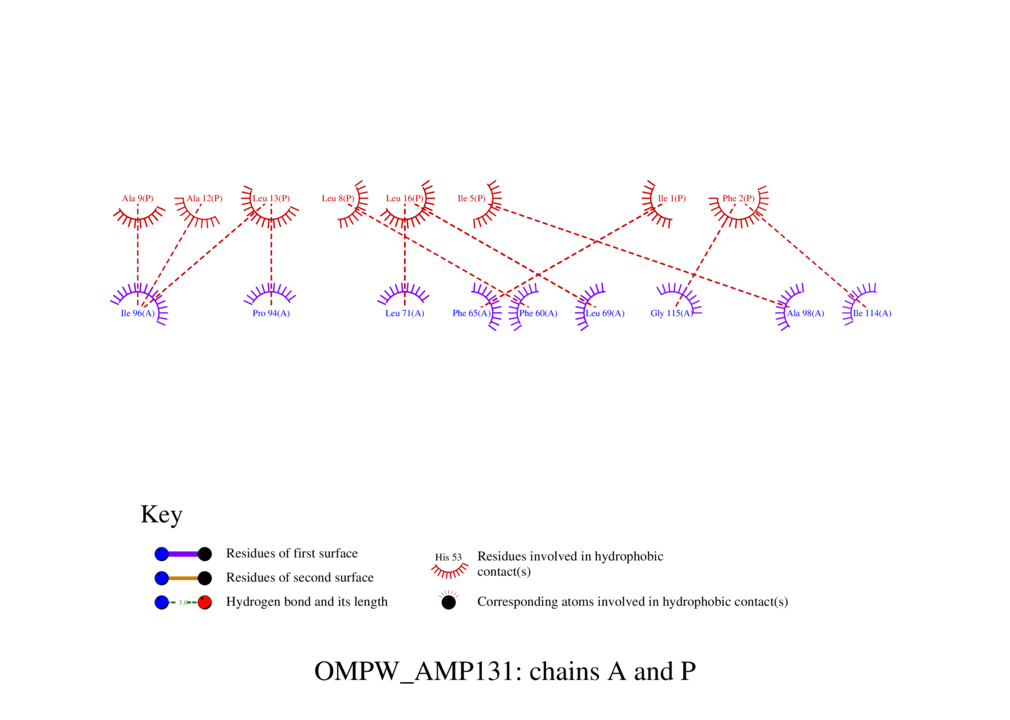 Ala 9(P) Ala 12(P) Leu 13(P) Leu 8(P) Leu 16(P) Ile 5(P) Ile 1(P) Phe 2(P)
Ile 96(A) Pro 94(A) Leu 71(A) Phe 65(A) Phe 60(A) Leu 69(A) Gly 115(A) Ala 98(A) Ile 114(A)
Key
Residues of first surface
Residues of second surface
3.0 Hydrogen bond and its length
His 53 Residues involved in hydrophobic
contact(s)
Corresponding atoms involved in hydrophobic contact(s)
OMPW_AMP131: chains A and P